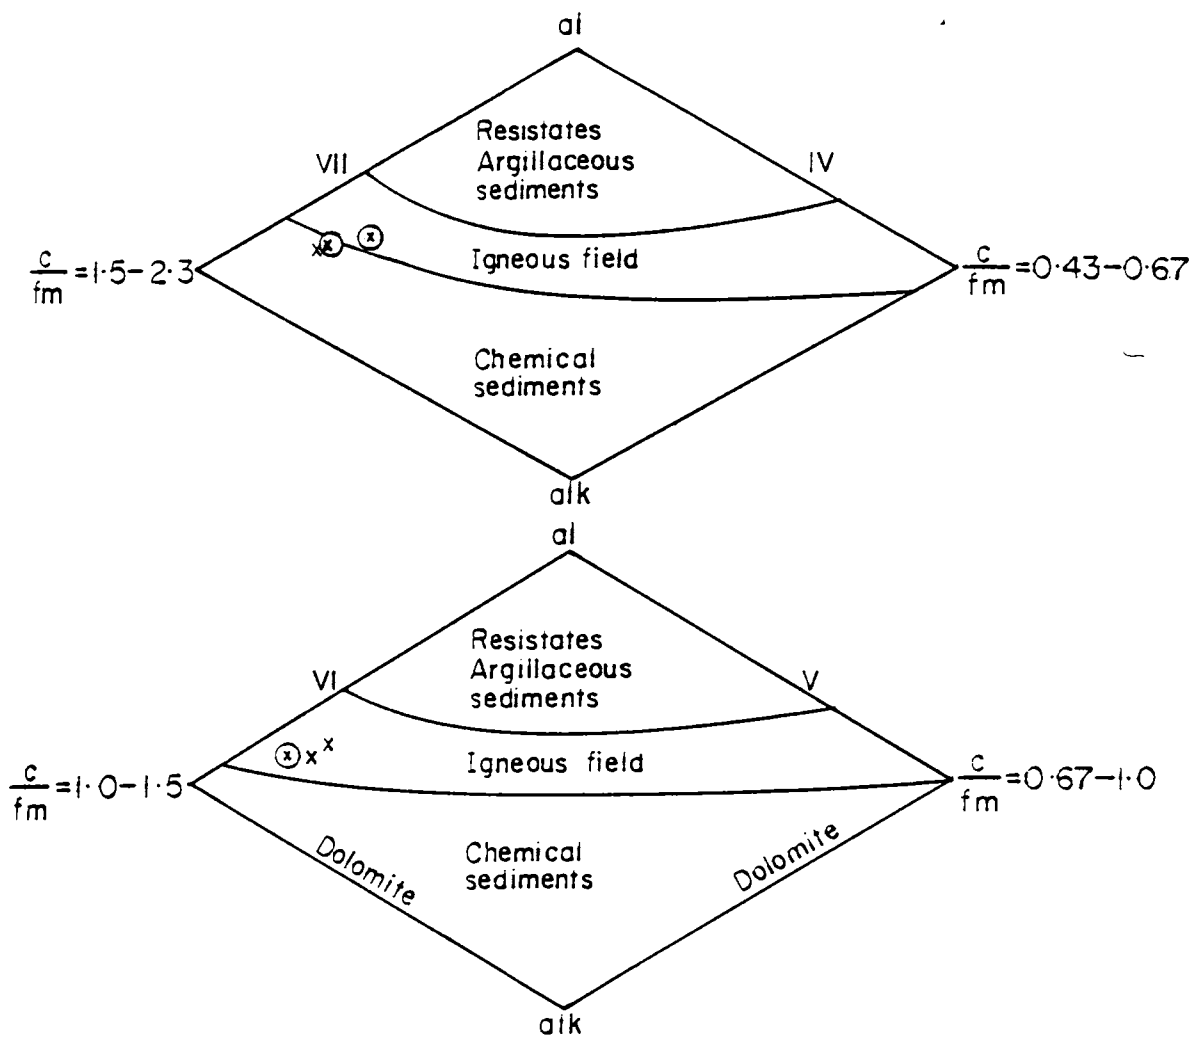 al
Resistates
Argillaceous
sediments
VII
IV
x x x
Igneous field
c/fm =1·5-2·3
c/fm =0·43-0·67
Chemical
sediments
alk
al
Resistates
Argillaceous
sediments
VI
V
x x x
Igneous field
c/fm =1·0-1·5
c/fm =0·67-1·0
Dolomite
Chemical
sediments
Dolomite
alk